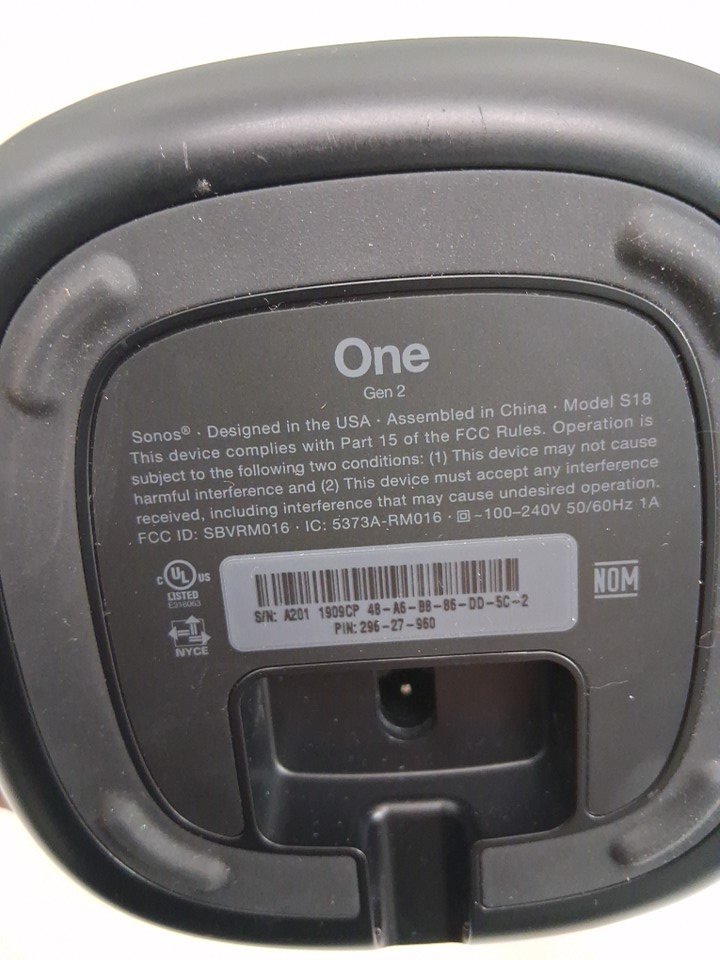 One
Gen 2
Sonos® · Designed in the USA · Assembled in China · Model S18
This device complies with Part 15 of the FCC Rules. Operation is
subject to the following two conditions: (1) This device may not cause
harmful interference and (2) This device must accept any interference
received, including interference that may cause undesired operation.
FCC ID: SBVRM016 · IC: 5373A-RM016 · ~100–240V 50/60Hz 1A
C UL US
LISTED
E316063
S/N: A201 1909CP 48-A6-B8-86-DD-5C-2
PIN:296-27-960
NOM
NYCE